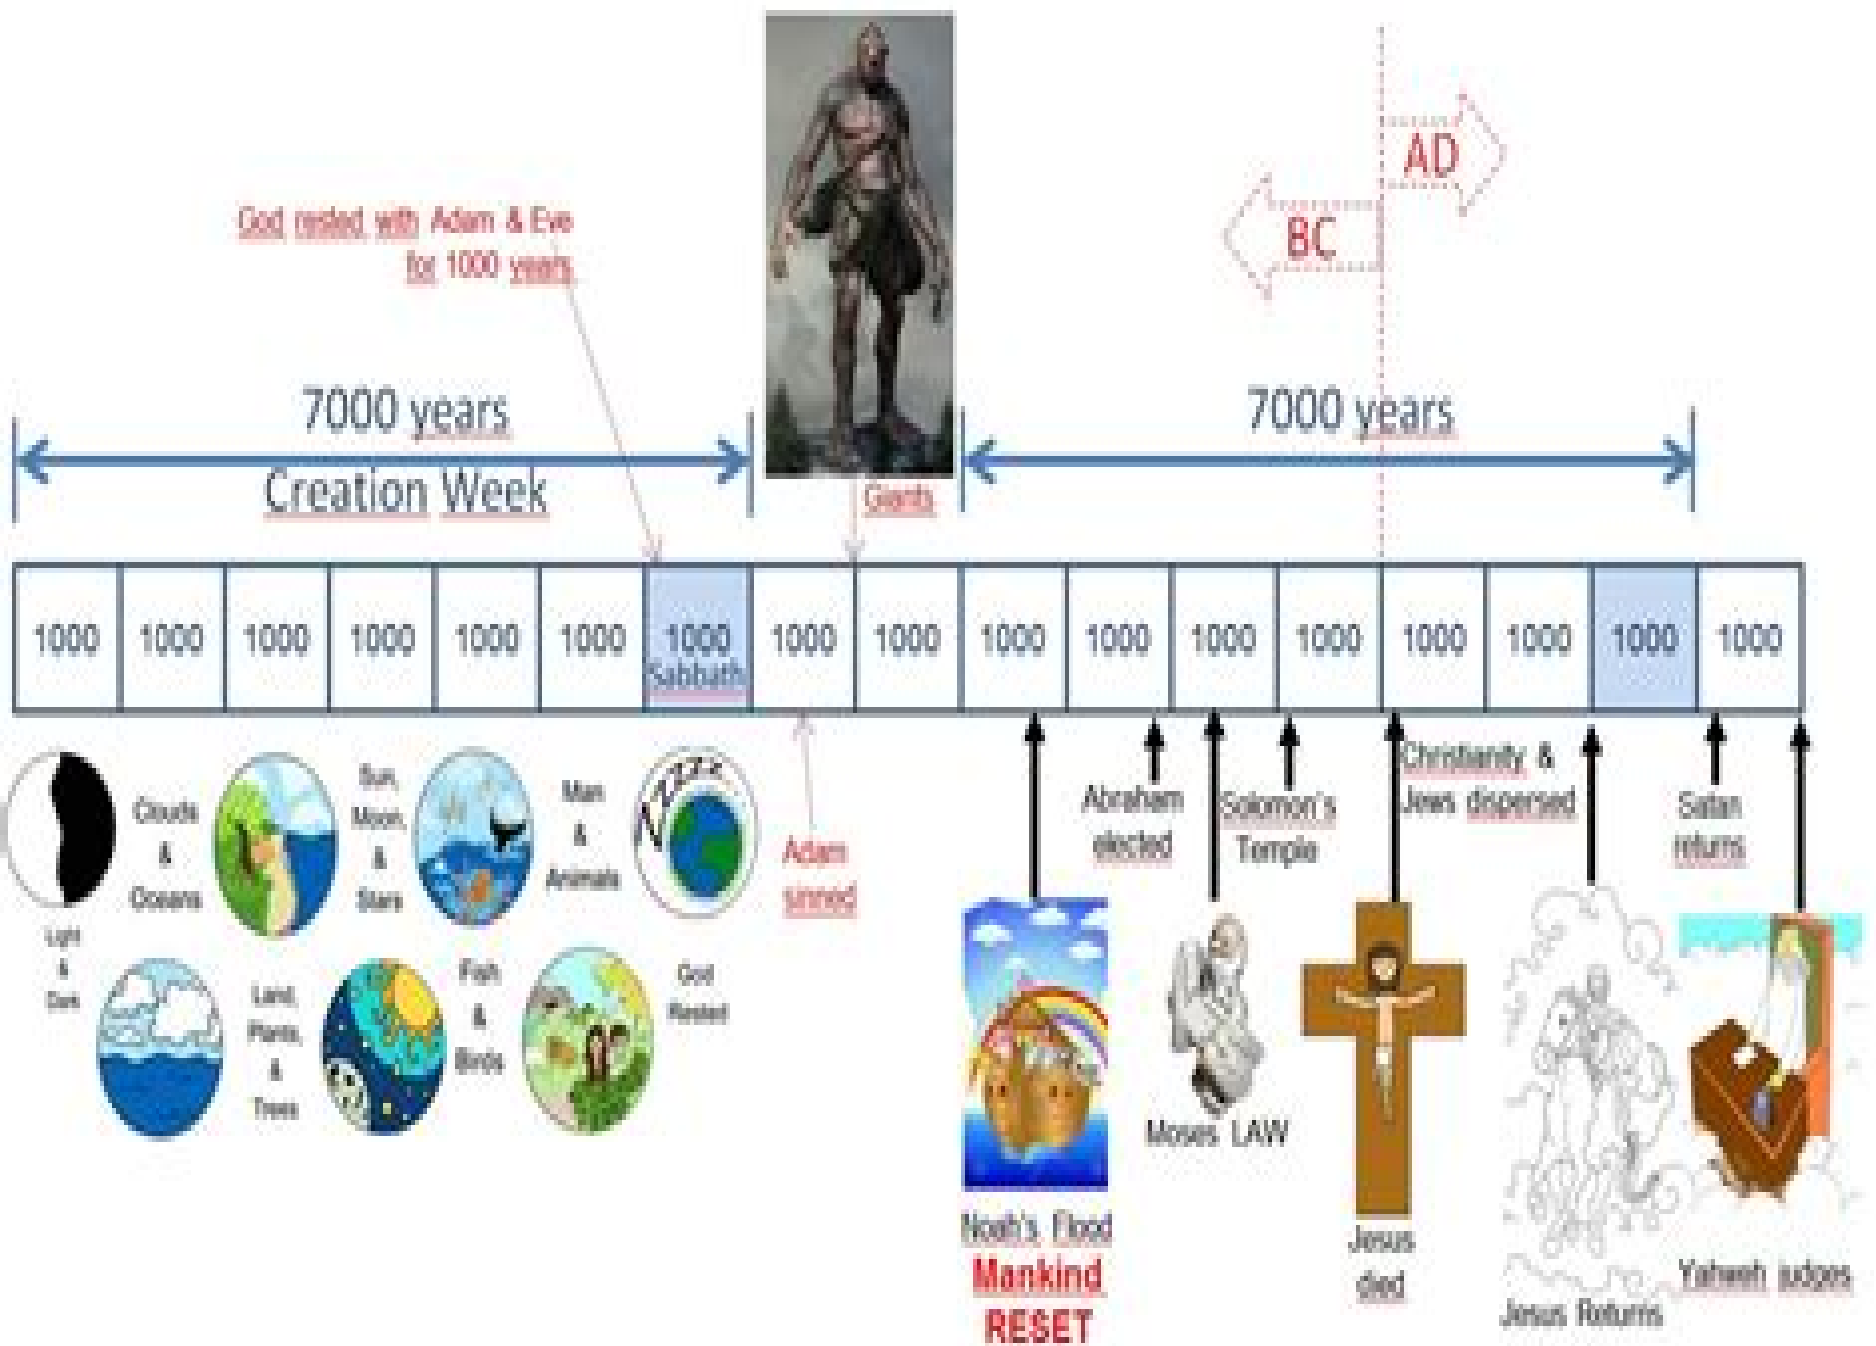 AD
BC
God rested with Adam & Eve
for 1000 years
7000 years
Creation Week
Giants
7000 years
1000
1000
1000
1000
1000
1000
1000
Sabbath
1000
1000
1000
1000
1000
1000
1000
1000
1000
1000
Light
&
Dark
Clouds
&
Oceans
Land,
Plants,
&
Trees
Sun,
Moon,
&
Stars
Fish
&
Birds
Man
&
Animals
Zzzz
God
Rested
Adam
sinned
Noah's Flood
Mankind
RESET
Abraham
elected
Moses LAW
Solomon's
Temple
Jesus
died
Christianity &
Jews dispersed
Jesus Returns
Satan
returns
Yahweh judges